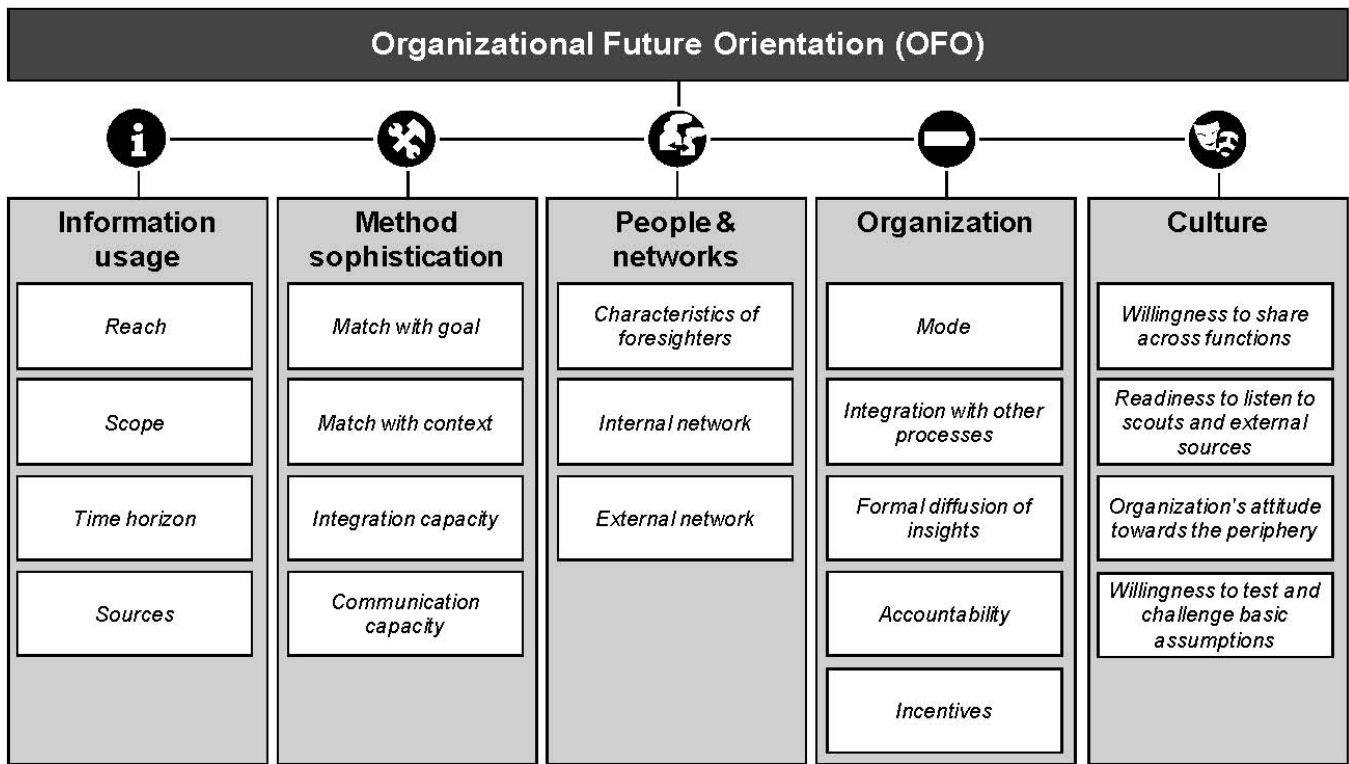 Organizational Future Orientation (OFO)
i
Information
usage
Reach
Scope
Time horizon
Sources
Method
sophistication
Match with goal
Match with context
Integration capacity
Communication
capacity
People &
networks
Characteristics of
foresighters
Internal network
External network
Organization
Mode
Integration with other
processes
Formal diffusion of
insights
Accountability
Incentives
Culture
Willingness to share
across functions
Readiness to listen to
scouts and external
sources
Organization's attitude
towards the periphery
Willingness to test and
challenge basic
assumptions